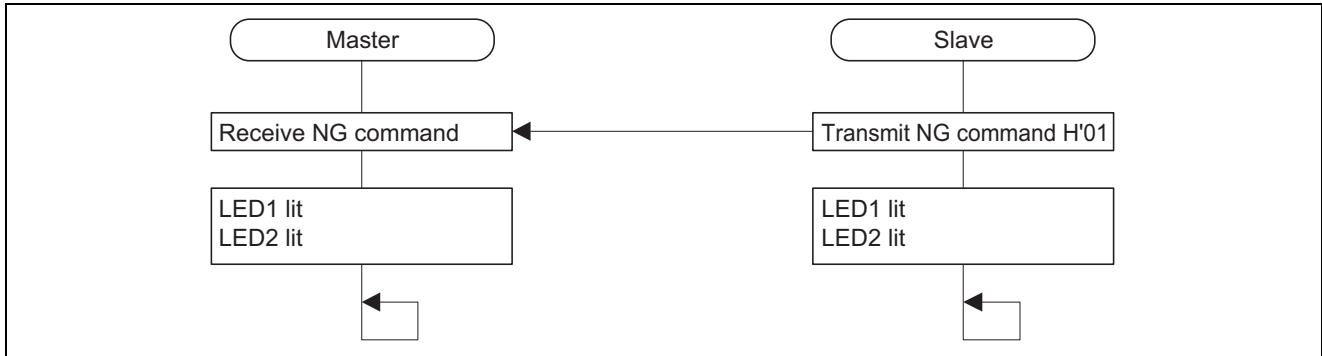 Master
Slave
Receive NG command
Transmit NG command H'01
LED1 lit
LED2 lit
LED1 lit
LED2 lit